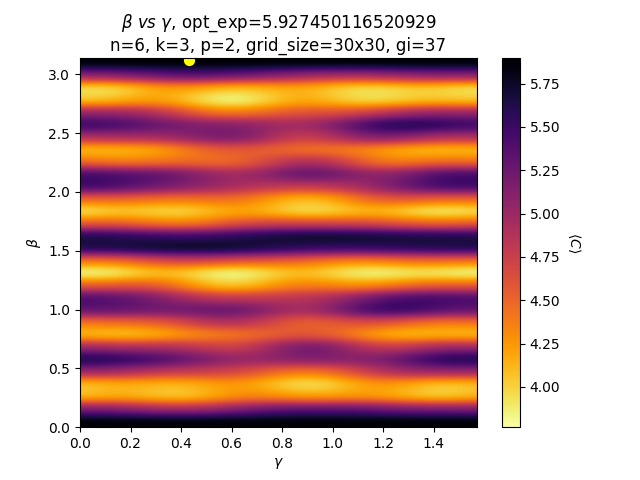 β vs γ, opt_exp=5.927450116520929
n=6, k=3, p=2, grid_size=30x30, gi=37
3.0
2.5
2.0
1.5
1.0
0.5
0.0
β
0.0 0.2 0.4 0.6 0.8 1.0 1.2 1.4
γ
5.75
5.50
5.25
5.00
4.75
4.50
4.25
4.00
⟨C⟩